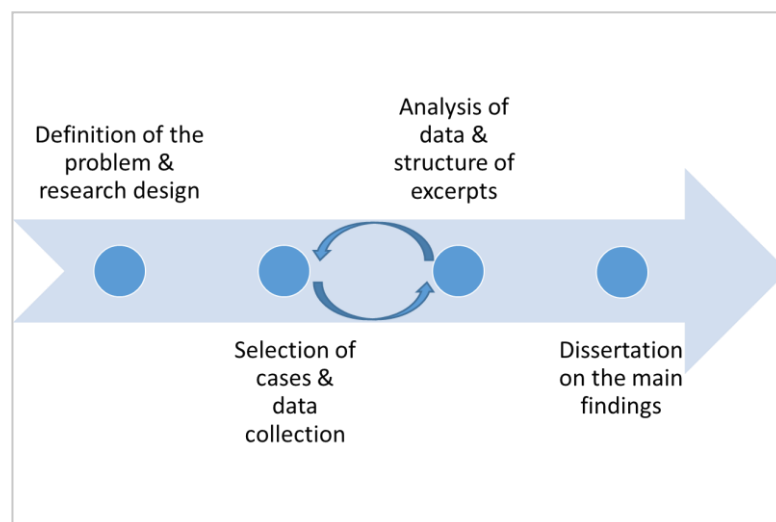 Definition of the
problem &
research design
Selection of
cases &
data
collection
Analysis of
data &
structure of
excerpts
Dissertation
on the main
findings